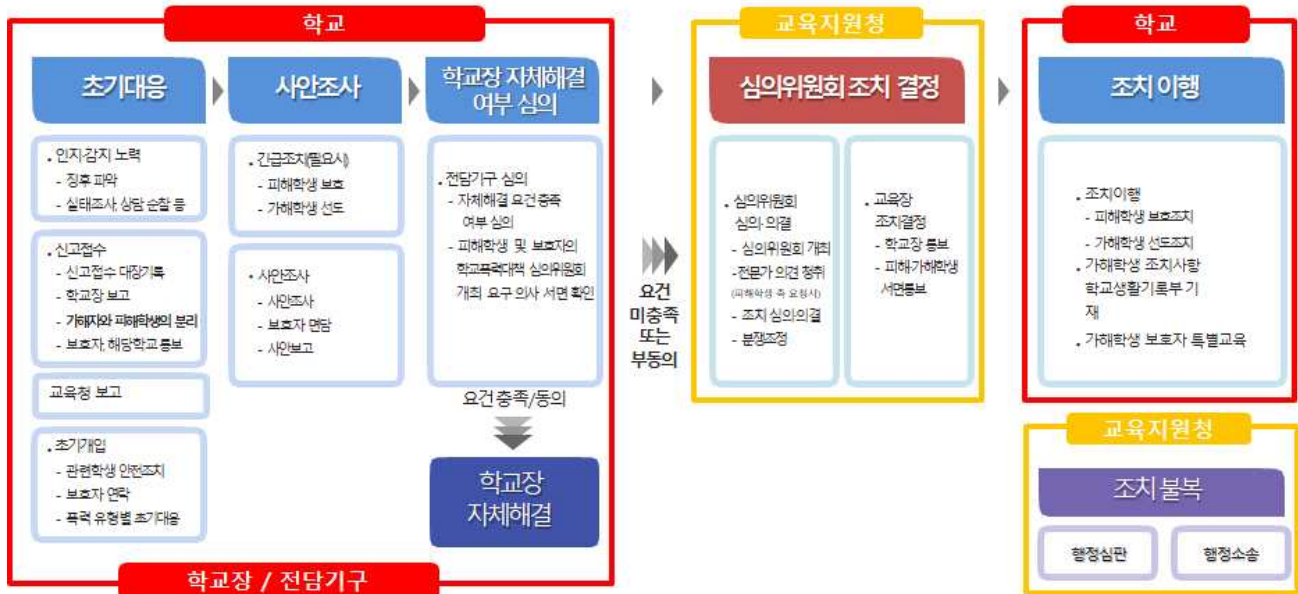 학교
초기대응
• 인지·감지 노력
- 징후 파악
- 실태조사, 상담 순찰 등
• 신고접수
- 신고접수 대장기록
- 학교장 보고
- 가해자와 피해학생의 분리
- 보호자, 해당학교 통보
교육청 보고
• 초기개입
- 관련학생 안전조치
- 보호자 연락
- 폭력 유형별 초기대응
사안조사
• 긴급조치(필요시)
- 피해학생 보호
- 가해학생 선도
• 사안조사
- 사안조사
- 보호자 면담
- 사안보고
학교장 자체해결
여부 심의
• 전담기구 심의
- 자체해결 요건 충족
여부 심의
- 피해학생 및 보호자의
학교폭력대책 심의위원회
개최 요구 의사 서면 확인
요건 충족/동의
학교장
자체해결
학교장 / 전담기구
요건
미충족
또는
부동의
교육지원청
심의위원회 조치 결정
• 심의위원회
심의·의결
- 심의위원회 개최
-전문가 의견 청취
(피해학생 측 요청시)
- 조치 심의·의결
- 분쟁조정
• 교육장
조치결정
- 학교장 통보
- 피해·가해학생
서면통보
학교
조치 이행
• 조치이행
- 피해학생 보호조치
- 가해학생 선도조치
• 가해학생 조치사항
학교생활기록부 기
재
• 가해학생 보호자 특별교육
교육지원청
조치 불복
행정심판
행정소송